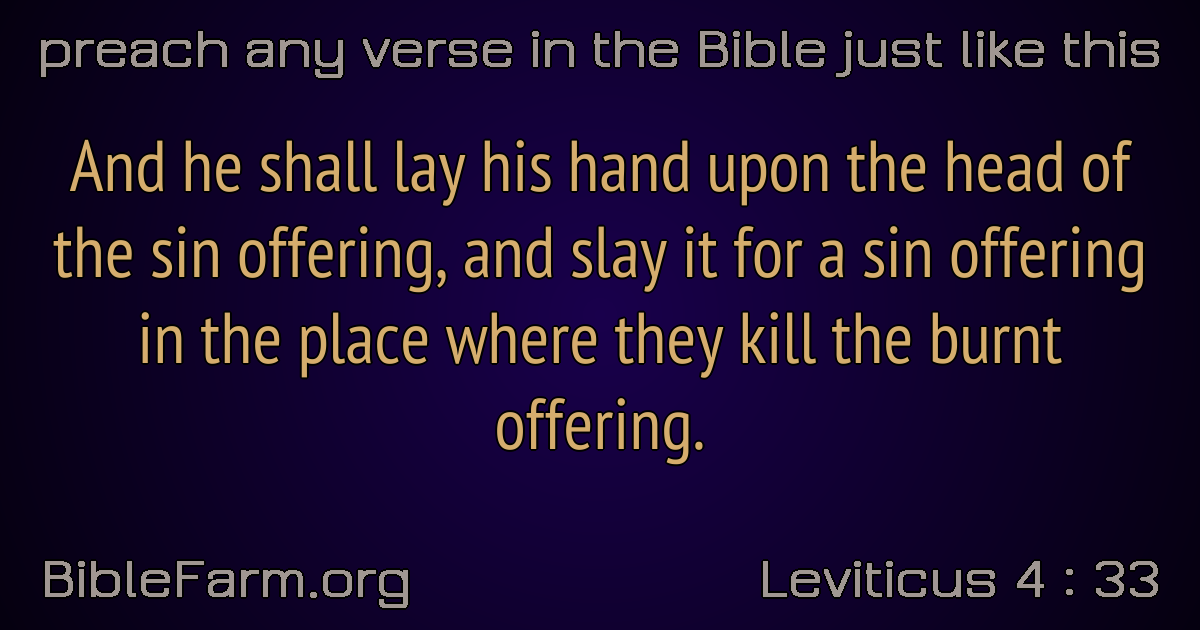 preach any verse in the Bible just like this
And he shall lay his hand upon the head of
the sin offering, and slay it for a sin offering
in the place where they kill the burnt
offering.
BibleFarm.org
Leviticus 4 : 33